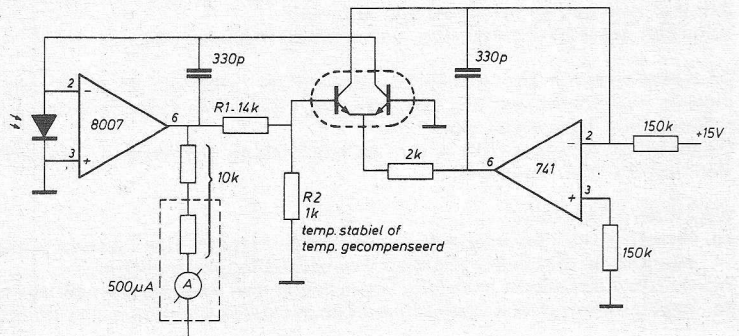 330p
330p
2
−
8007
6
3
+
R1-14k
10k
R2
1k
temp. stabiel of
temp. gecompenseerd
2k
6
741
−
2
150k
+15V
+
3
150k
500µA
A